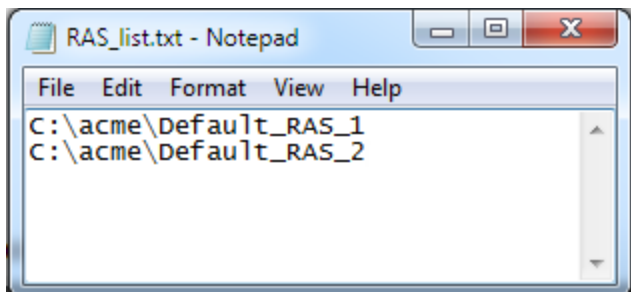 RAS_list.txt - Notepad
File Edit Format View Help
C:\acme\Default_RAS_1
C:\acme\Default_RAS_2